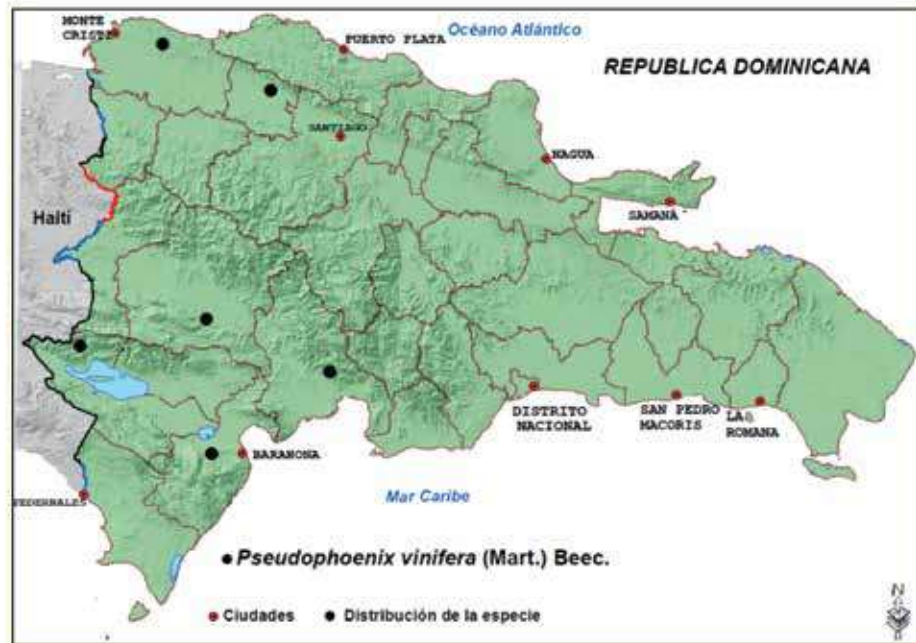 MONTE
CRISTI
PUERTO PLATA
Océano Atlántico
REPUBLICA DOMINICANA
SANTIAGO
NAGUA
SAMANÁ
Haití
DISTRITO
NACIONAL
SAN PEDRO
MACORIS
LA
ROMANA
BARAHONA
PEDERNALES
Mar Caribe
Pseudophoenix vinifera (Mart.) Becc.
Ciudades
Distribución de la especie
N